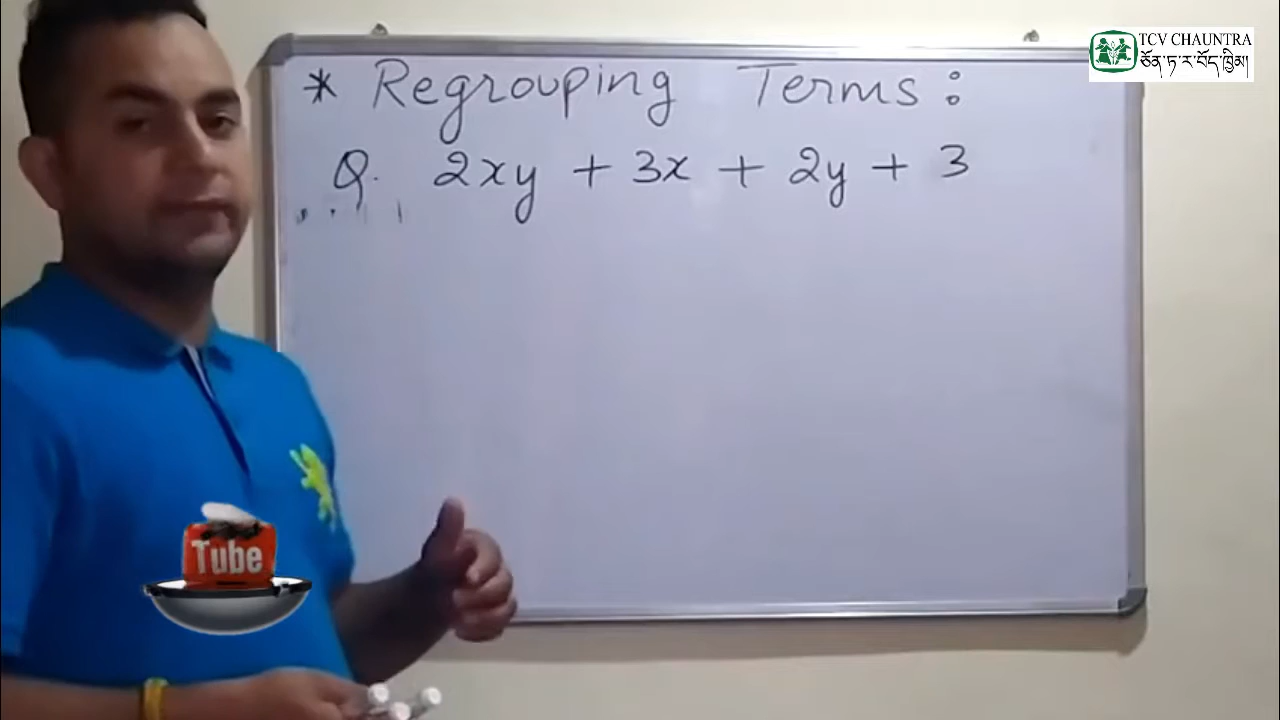 TCV CHAUNTRA
ཅོན་ཏ་ར་བོད་ཁྱིམ།
* Regrouping Terms:
Q. 2xy + 3x + 2y + 3
Tube